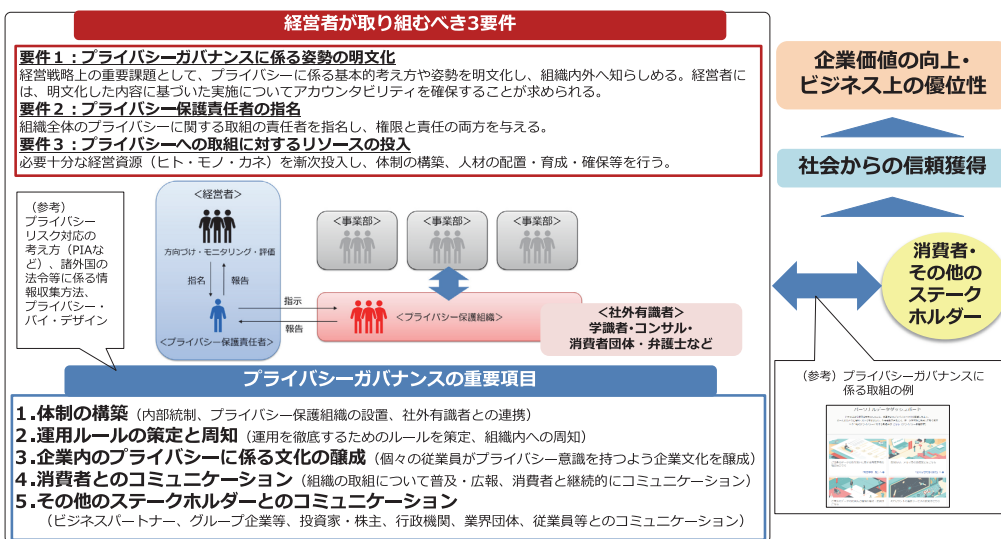 経営者が取り組むべき3要件
要件１：プライバシーガバナンスに係る姿勢の明文化
経営戦略上の重要課題として、プライバシーに係る基本的考え方や姿勢を明文化し、組織内外へ知らしめる。経営者に
は、明文化した内容に基づいた実施についてアカウンタビリティを確保することが求められる。
要件２：プライバシー保護責任者の指名
組織全体のプライバシーに関する取組の責任者を指名し、権限と責任の両方を与える。
要件３：プライバシーへの取組に対するリソースの投入
必要十分な経営資源（ヒト・モノ・カネ）を漸次投入し、体制の構築、人材の配置・育成・確保等を行う。
（参考）
プライバシー
リスク対応の
考え方（PIAな
ど）、諸外国の
法令等に係る情
報収集方法、
プライバシー・
バイ・デザイン
＜経営者＞
方向づけ・モニタリング・評価
指名
報告
＜プライバシー保護責任者＞
指示
報告
＜事業部＞
＜事業部＞
＜事業部＞
＜プライバシー保護組織＞
＜社外有識者＞
学識者・コンサル・
消費者団体・弁護士など
プライバシーガバナンスの重要項目
1.体制の構築（内部統制、プライバシー保護組織の設置、社外有識者との連携）
2.運用ルールの策定と周知（運用を徹底するためのルールを策定、組織内への周知）
3.企業内のプライバシーに係る文化の醸成（個々の従業員がプライバシー意識を持つよう企業文化を醸成）
4.消費者とのコミュニケーション（組織の取組について普及・広報、消費者と継続的にコミュニケーション）
5.その他のステークホルダーとのコミュニケーション
（ビジネスパートナー、グループ企業等、投資家・株主、行政機関、業界団体、従業員等とのコミュニケーション）
企業価値の向上・
ビジネス上の優位性
社会からの信頼獲得
消費者・
その他の
ステーク
ホルダー
（参考）プライバシーガバナンスに
係る取組の例
パーソナルデータダッシュボード